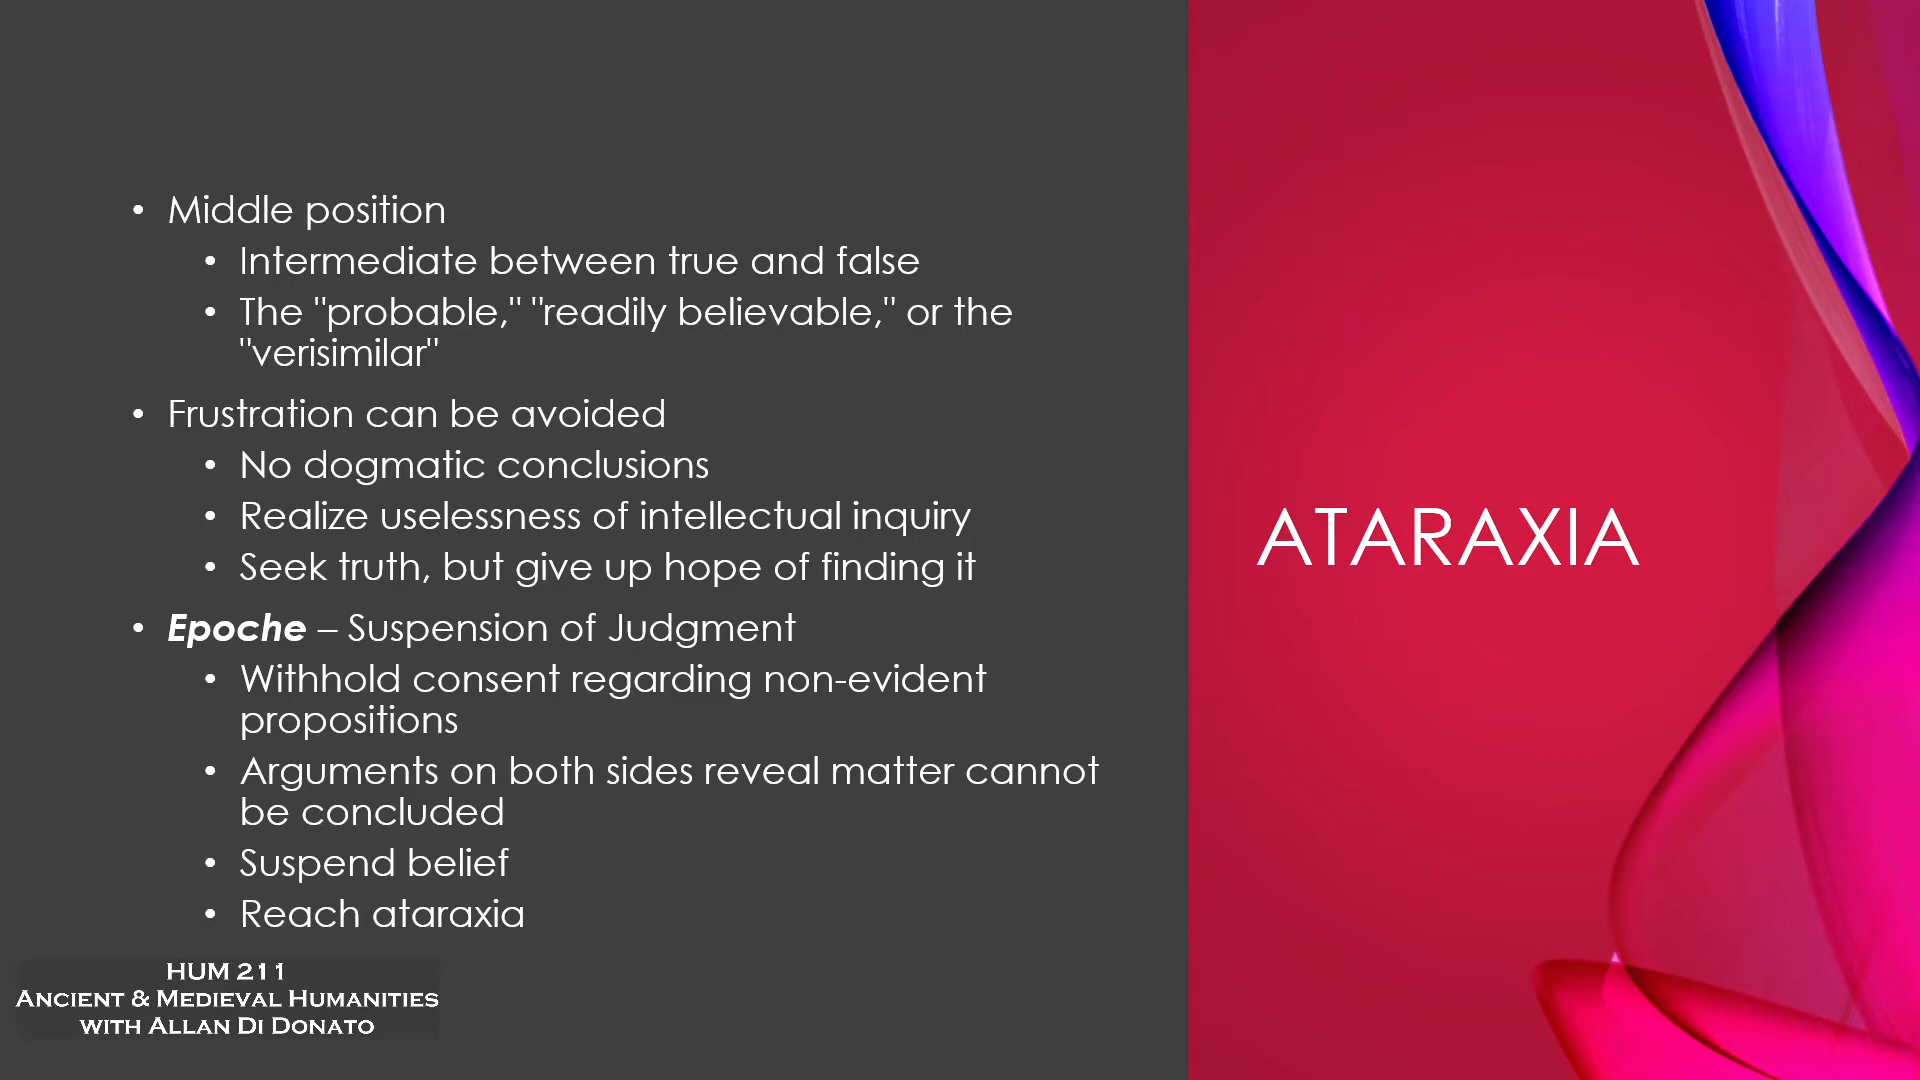 • Middle position
• Intermediate between true and false
• The "probable," "readily believable," or the
"verisimilar"
• Frustration can be avoided
• No dogmatic conclusions
• Realize uselessness of intellectual inquiry
• Seek truth, but give up hope of finding it
• Epoche – Suspension of Judgment
• Withhold consent regarding non-evident
propositions
• Arguments on both sides reveal matter cannot
be concluded
• Suspend belief
• Reach ataraxia
ATARAXIA
HUM 211
ANCIENT & MEDIEVAL HUMANITIES
WITH ALLAN DI DONATO